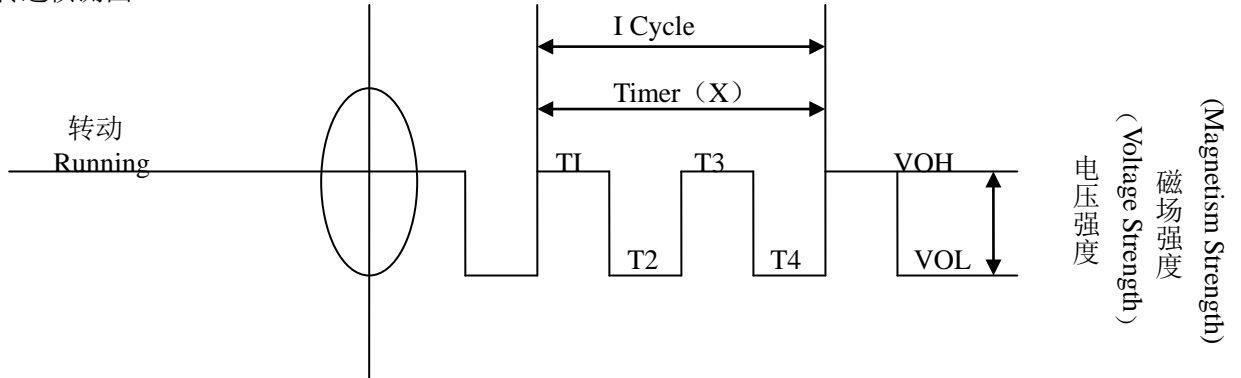 I Cycle
Timer（X）
转动
Running
TI
T3
VOH
T2
T4
VOL
电压强度
（Voltage Strength）
磁场强度
(Magnetism Strength)